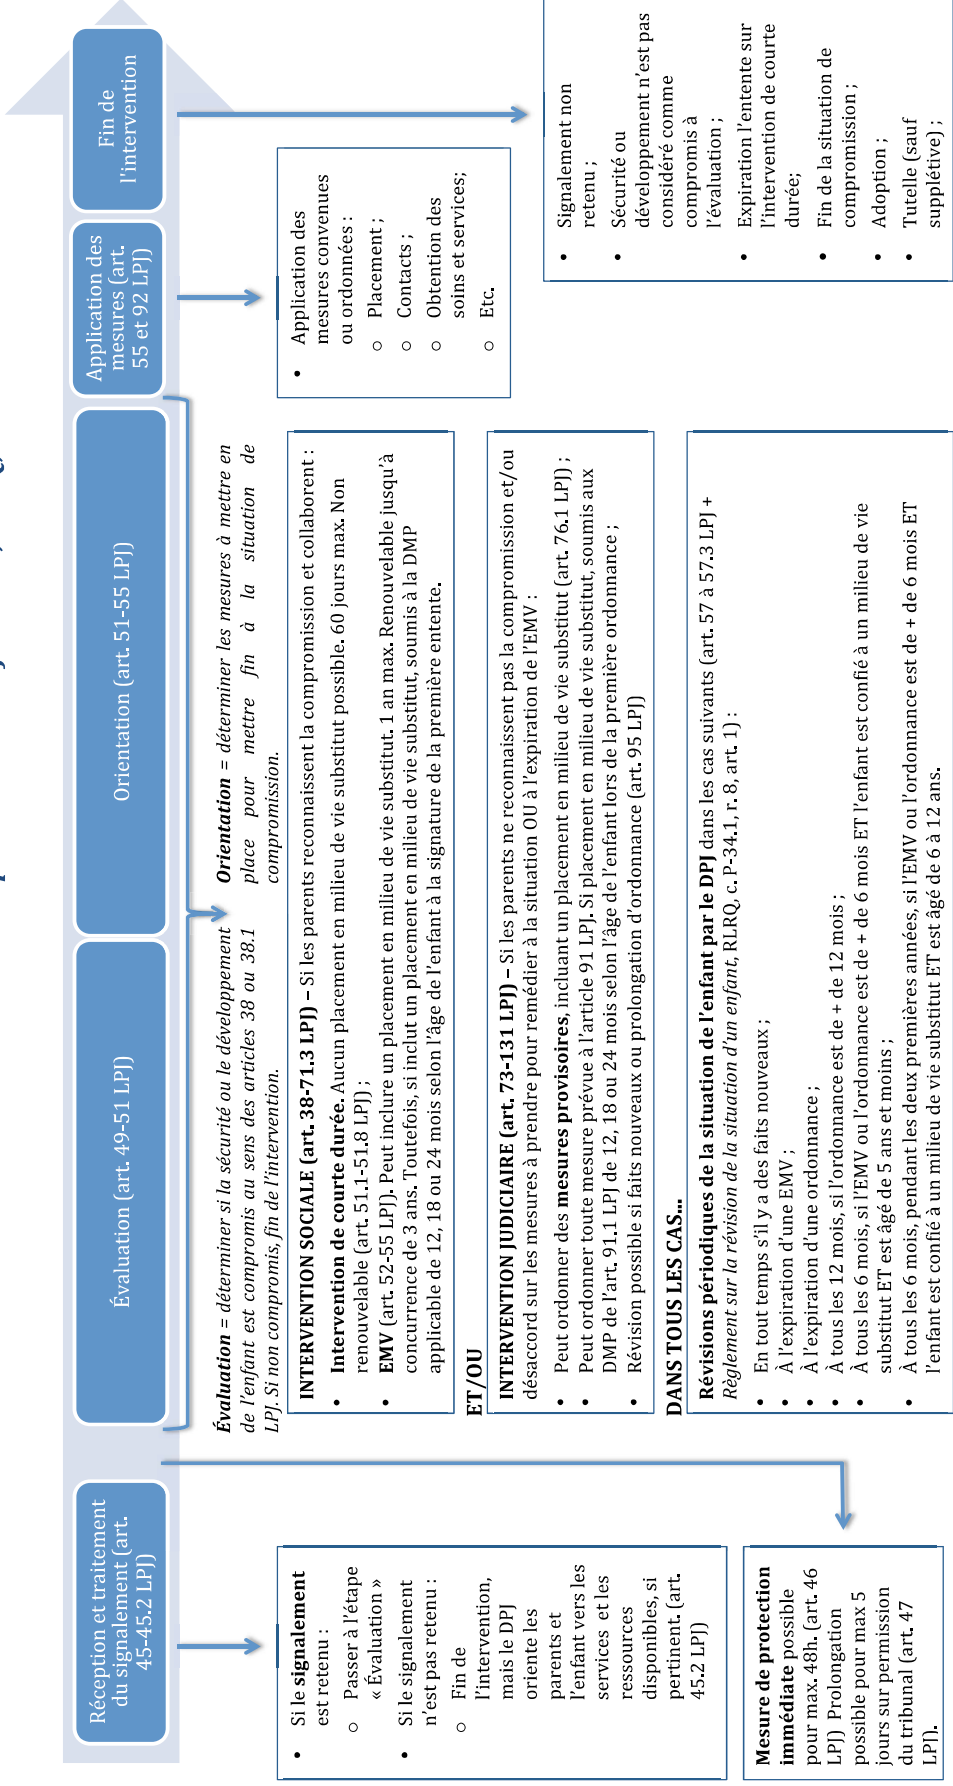 Réception et traitement
du signalement (art.
45-45.2 LPJ)
Évaluation (art. 49-51 LPJ)
Orientation (art. 51-55 LPJ)
Application des
mesures (art.
55 et 92 LPJ)
Fin de
l'intervention
• Si le signalement
est retenu :
○ Passer à l'étape
« Évaluation »
• Si le signalement
n'est pas retenu :
○ Fin de
l'intervention,
mais le DPJ
oriente les
parents et
l'enfant vers les
services et les
ressources
disponibles, si
pertinent. (art.
45.2 LPJ)
Mesure de protection
immédiate possible
pour max. 48h. (art. 46
LPJ) Prolongation
possible pour max 5
jours sur permission
du tribunal (art. 47
LPJ).
Évaluation = déterminer si la sécurité ou le développement
de l'enfant est compromis au sens des articles 38 ou 38.1
LPJ. Si non compromis, fin de l'intervention.
Orientation = déterminer les mesures à mettre en
place pour mettre fin à la situation de
compromission.
INTERVENTION SOCIALE (art. 38-71.3 LPJ) – Si les parents reconnaissent la compromission et collaborent :
• Intervention de courte durée. Aucun placement en milieu de vie substitut possible. 60 jours max. Non
renouvelable (art. 51.1-51.8 LPJ) ;
• EMV (art. 52-55 LPJ). Peut inclure un placement en milieu de vie substitut. 1 an max. Renouvelable jusqu'à
concurrence de 3 ans. Toutefois, si inclut un placement en milieu de vie substitut, soumis à la DMP
applicable de 12, 18 ou 24 mois selon l'âge de l'enfant à la signature de la première entente.
ET/OU
INTERVENTION JUDICIAIRE (art. 73-131 LPJ) – Si les parents ne reconnaissent pas la compromission et/ou
désaccord sur les mesures à prendre pour remédier à la situation OU à l'expiration de l'EMV :
• Peut ordonner des mesures provisoires, incluant un placement en milieu de vie substitut (art. 76.1 LPJ) ;
• Peut ordonner toute mesure prévue à l'article 91 LPJ. Si placement en milieu de vie substitut, soumis aux
DMP de l'art. 91.1 LPJ de 12, 18 ou 24 mois selon l'âge de l'enfant lors de la première ordonnance ;
• Révision possible si faits nouveaux ou prolongation d'ordonnance (art. 95 LPJ)
DANS TOUS LES CAS...
Révisions périodiques de la situation de l'enfant par le DPJ dans les cas suivants (art. 57 à 57.3 LPJ +
Règlement sur la révision de la situation d'un enfant, RLRQ, c. P-34.1, r. 8, art. 1) :
• En tout temps s'il y a des faits nouveaux ;
• À l'expiration d'une EMV ;
• À l'expiration d'une ordonnance ;
• À tous les 12 mois, si l'ordonnance est de + de 12 mois ;
• À tous les 6 mois, si l'EMV ou l'ordonnance est de + de 6 mois ET l'enfant est confié à un milieu de vie
substitut ET est âgé de 5 ans et moins ;
• À tous les 6 mois, pendant les deux premières années, si l'EMV ou l'ordonnance est de + de 6 mois ET
l'enfant est confié à un milieu de vie substitut ET est âgé de 6 à 12 ans.
• Application des
mesures convenues
ou ordonnées :
○ Placement ;
○ Contacts ;
○ Obtention des
soins et services;
○ Etc.
• Signalement non
retenu ;
• Sécurité ou
développement n'est pas
considéré comme
compromis à
l'évaluation ;
• Expiration l'entente sur
l'intervention de courte
durée;
• Fin de la situation de
compromission ;
• Adoption ;
• Tutelle (sauf
supplétive) ;